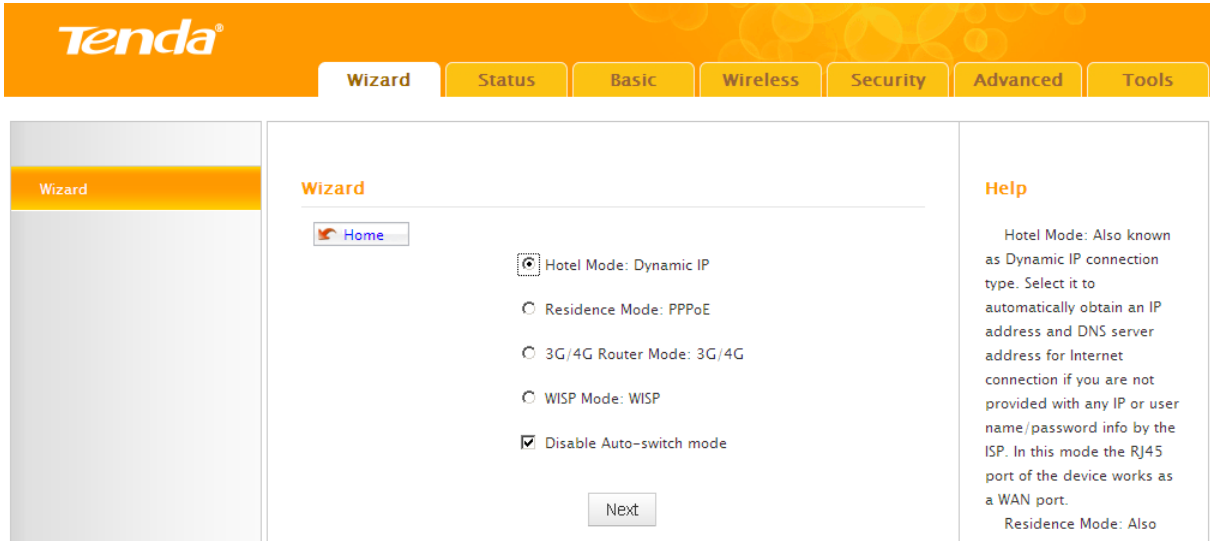 Tenda®
Wizard Status Basic Wireless Security Advanced Tools
Wizard
Wizard
Home
Hotel Mode: Dynamic IP
Residence Mode: PPPoE
3G/4G Router Mode: 3G/4G
WISP Mode: WISP
Disable Auto-switch mode
Next
Help
Hotel Mode: Also known
as Dynamic IP connection
type. Select it to
automatically obtain an IP
address and DNS server
address for Internet
connection if you are not
provided with any IP or user
name/password info by the
ISP. In this mode the RJ45
port of the device works as
a WAN port.
Residence Mode: Also